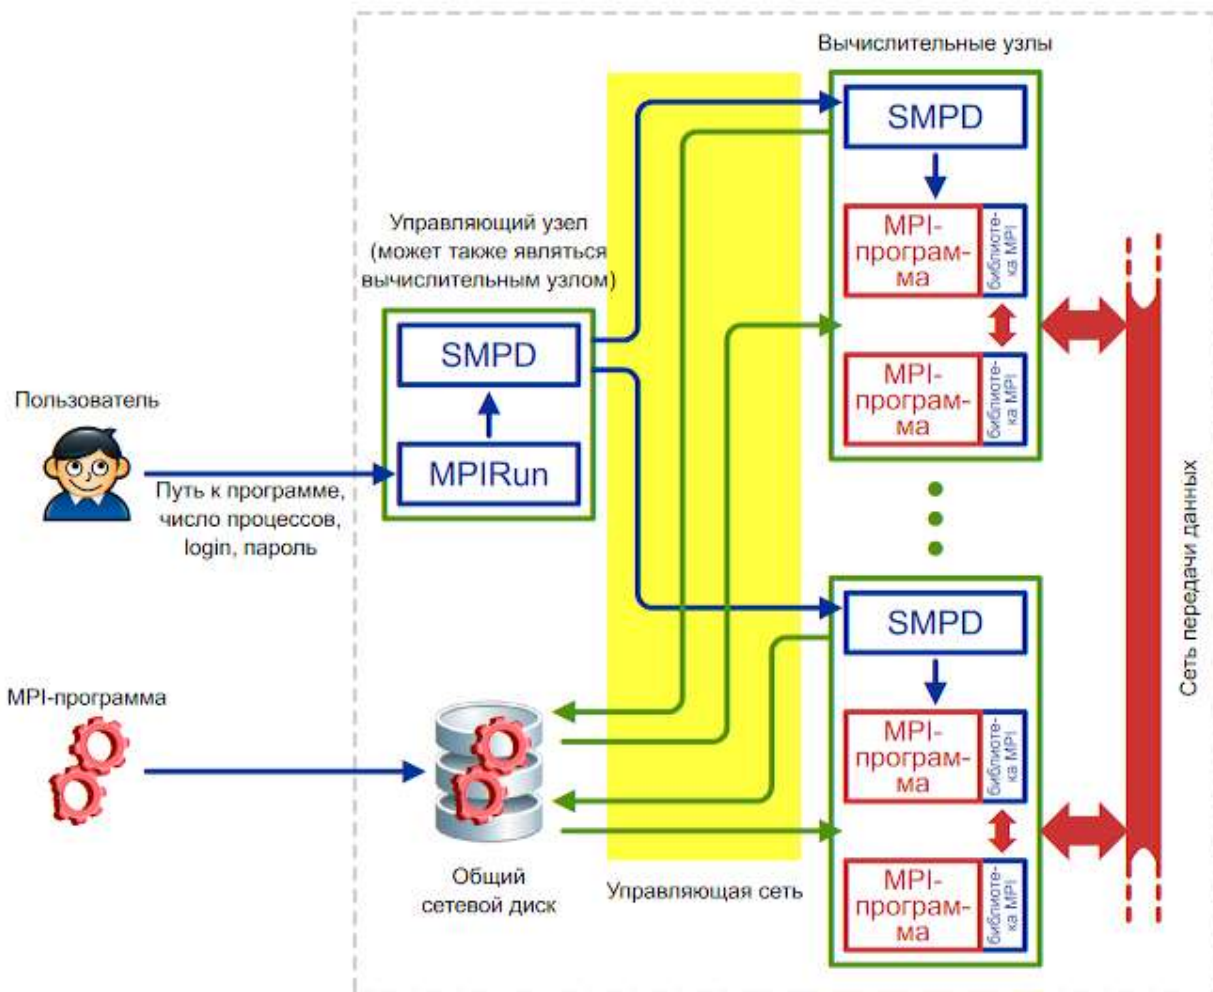 Вычислительные узлы
SMPD
MPI-
програм-
ма
библиоте-
ка MPI
MPI-
програм-
ма
библиоте-
ка MPI
Управляющий узел
(может также являться
вычислительным узлом)
SMPD
MPIRun
Пользователь
Путь к программе,
число процессов,
login, пароль
SMPD
MPI-
програм-
ма
библиоте-
ка MPI
MPI-
програм-
ма
библиоте-
ка MPI
Сеть передачи данных
MPI-программа
Общий
сетевой диск
Управляющая сеть